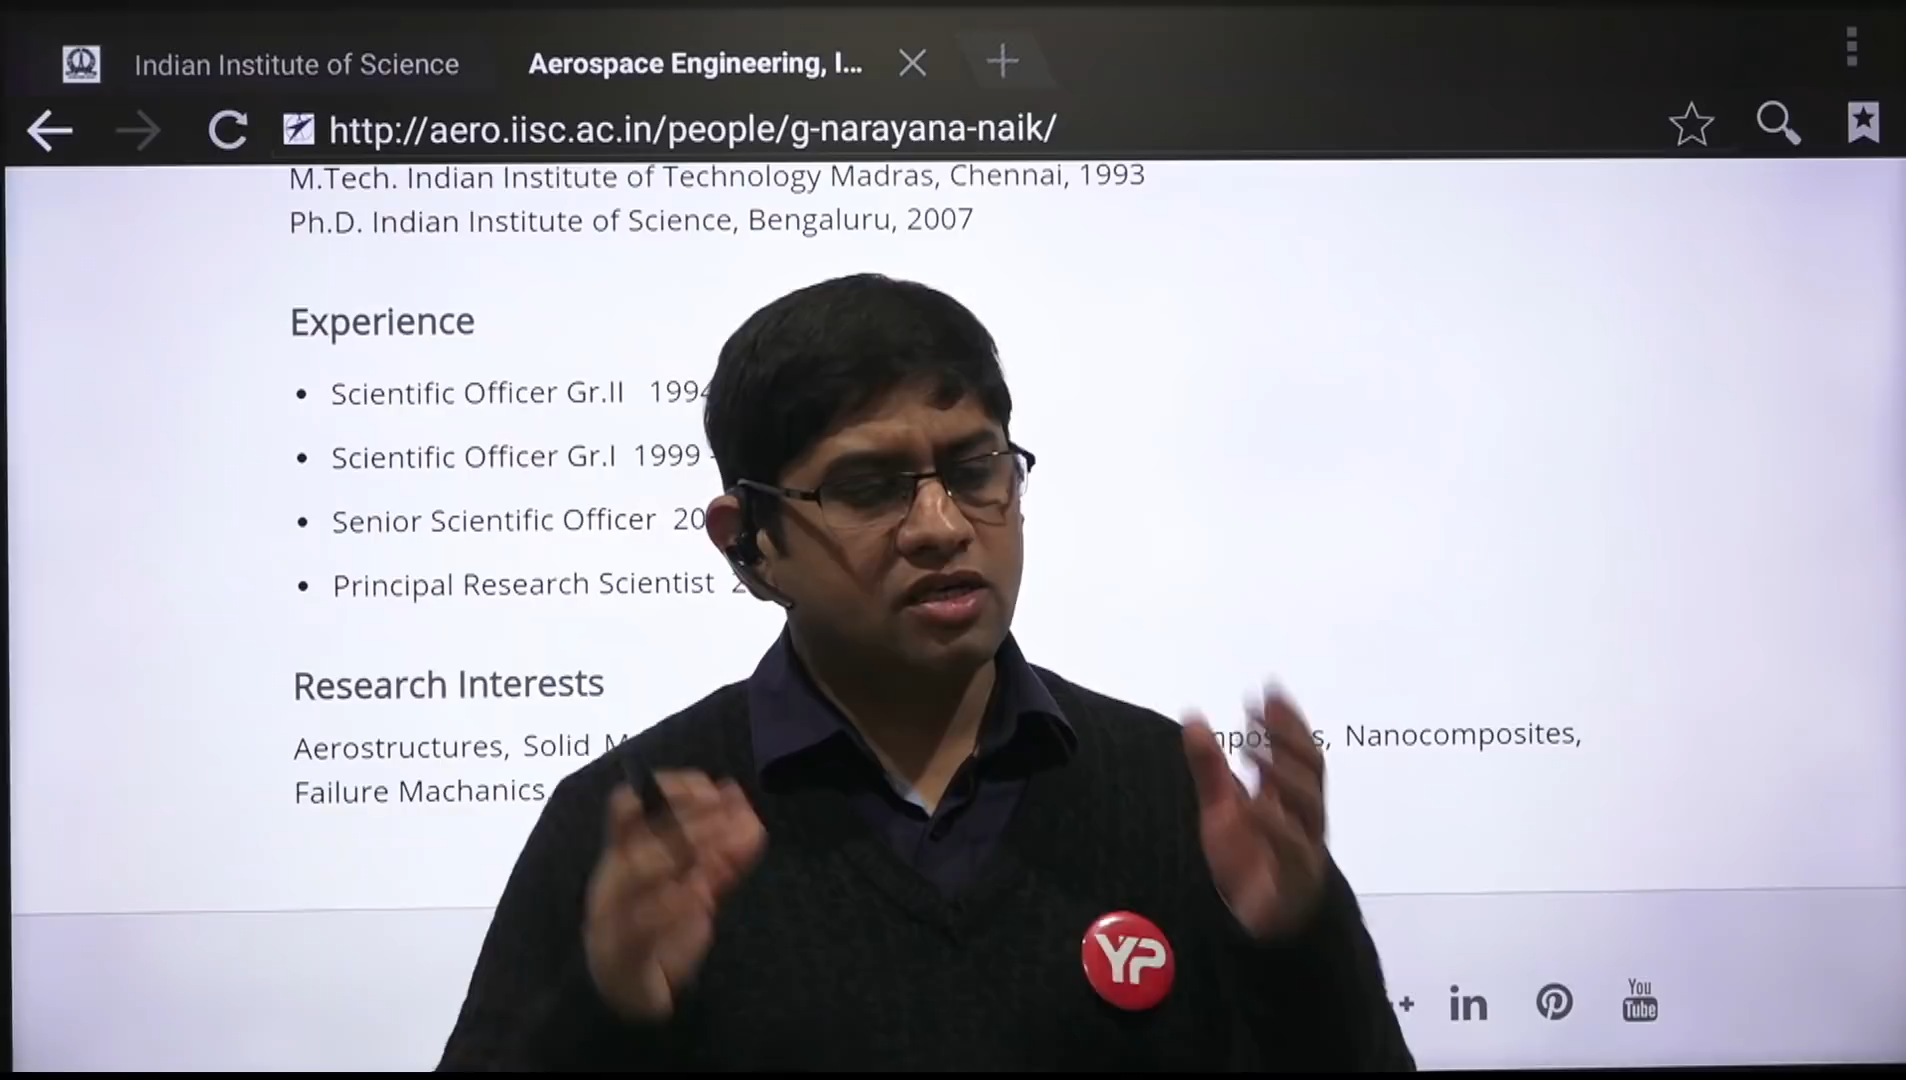 Indian Institute of Science
Aerospace Engineering, I...
http://aero.iisc.ac.in/people/g-narayana-naik/
M.Tech. Indian Institute of Technology Madras, Chennai, 1993
Ph.D. Indian Institute of Science, Bengaluru, 2007
Experience
Scientific Officer Gr.II 1994
Scientific Officer Gr.I 1999
Senior Scientific Officer
Principal Research Scientist
Research Interests
Aerostructures, Solid Nanocomposites,
Failure Machanics,
YP
in
You
Tube